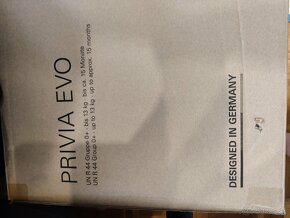 PRIVIA EVO
UN R 44 Gruppe 0+ · bis 13 kg · bis ca. 15 Monate
UN R 44 Group 0+ · up to 13 kg · up to approx. 15 months
DESIGNED IN GERMANY